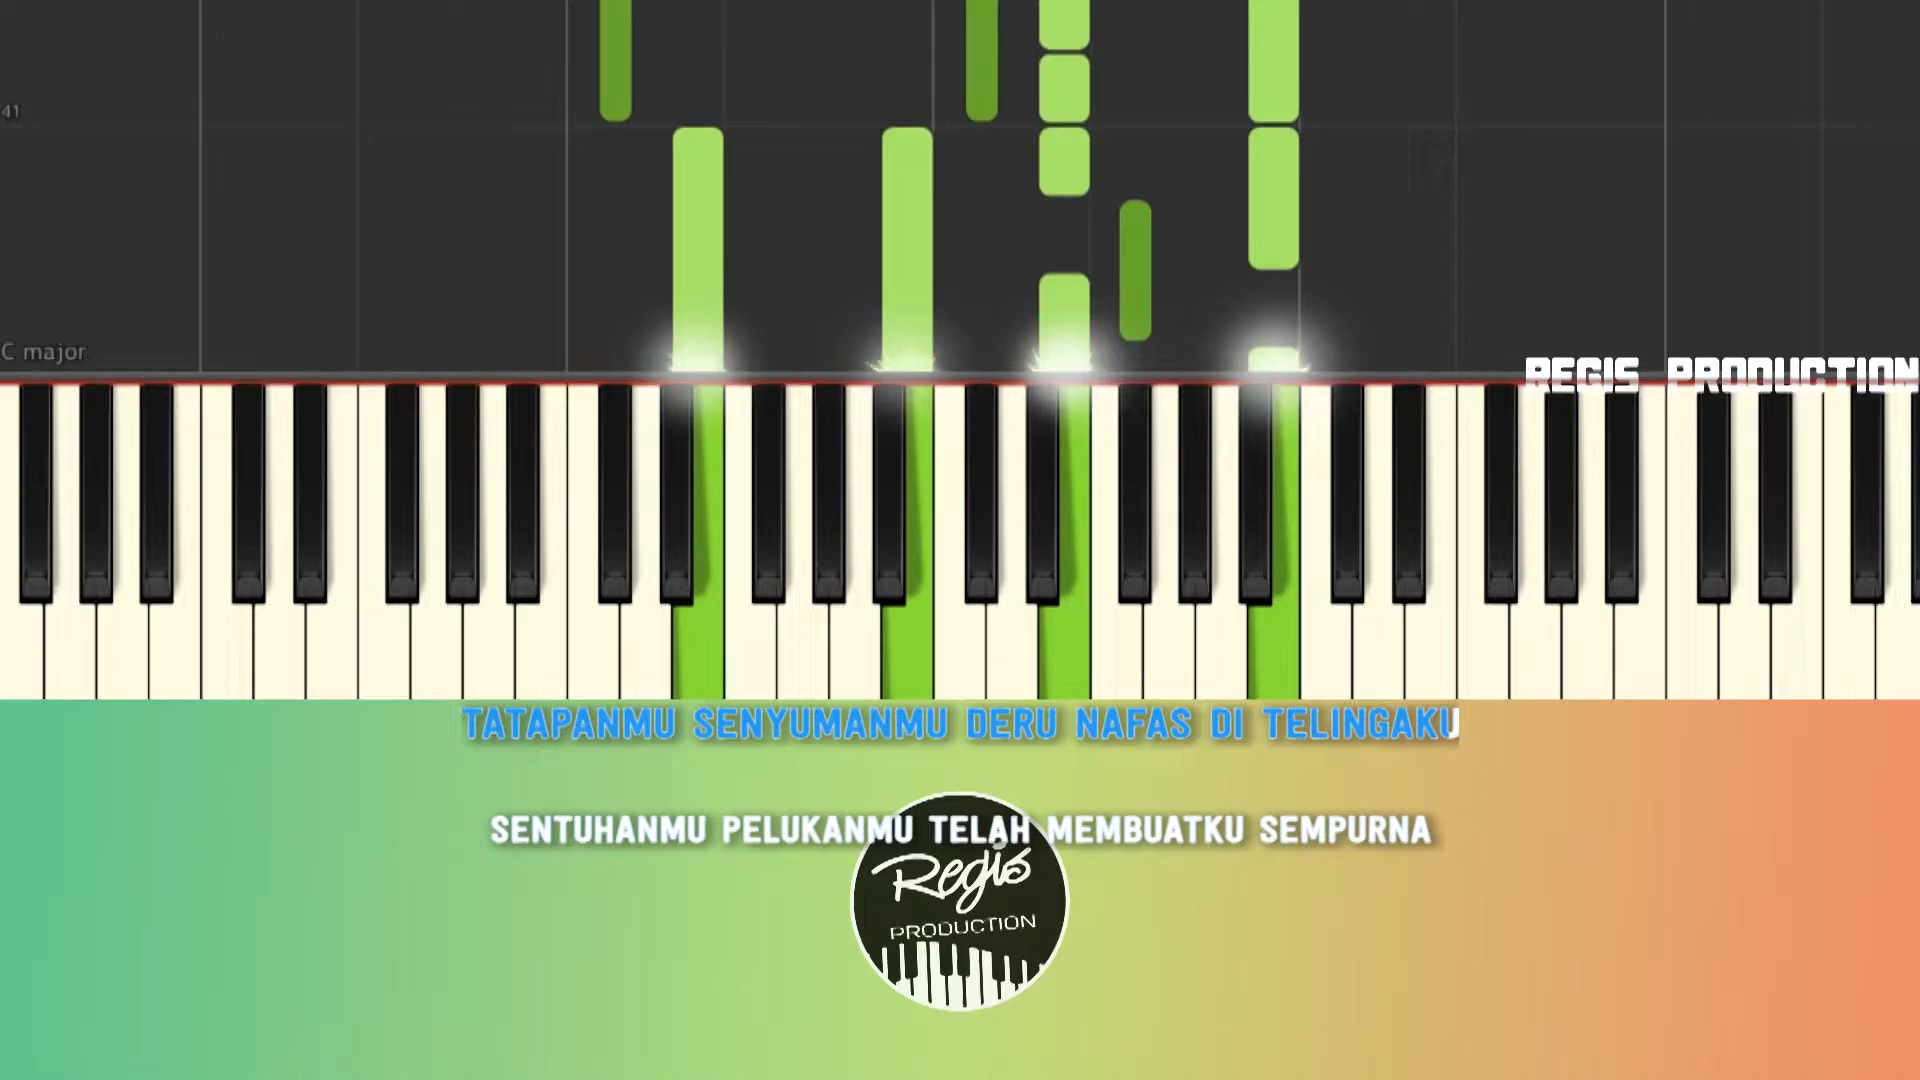 41
C major
REGIS PRODUCTION
TATAPANMU SENYUMANMU DERU NAFAS DI TELINGAKU
SENTUHANMU PELUKANMU TELAH MEMBUATKU SEMPURNA
Regis
PRODUCTION